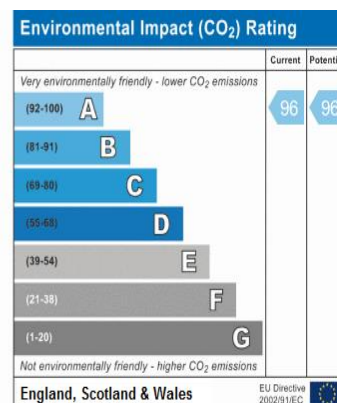 Environmental Impact (CO₂) Rating
Current Potenti
Very environmentally friendly - lower CO₂ emissions
(92-100) A 96 96
(81-91) B
(69-80) C
(55-68) D
(39-54) E
(21-38) F
(1-20) G
Not environmentally friendly - higher CO₂ emissions
England, Scotland & Wales
EU Directive
2002/91/EC